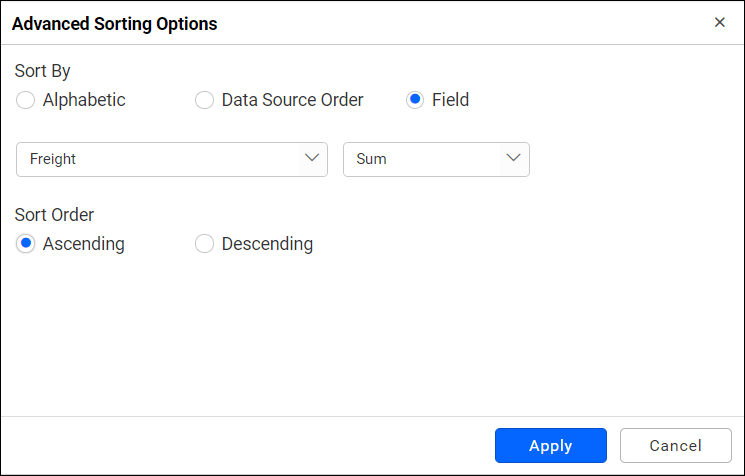 Advanced Sorting Options
Sort By
Alphabetic Data Source Order Field
Freight Sum
Sort Order
Ascending Descending
Apply Cancel